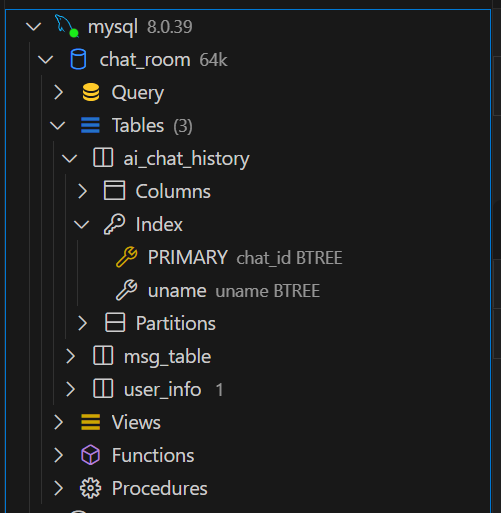 mysql 8.0.39
chat_room 64k
Query
Tables (3)
ai_chat_history
Columns
Index
PRIMARY chat_id BTREE
uname uname BTREE
Partitions
msg_table
user_info 1
Views
Functions
Procedures